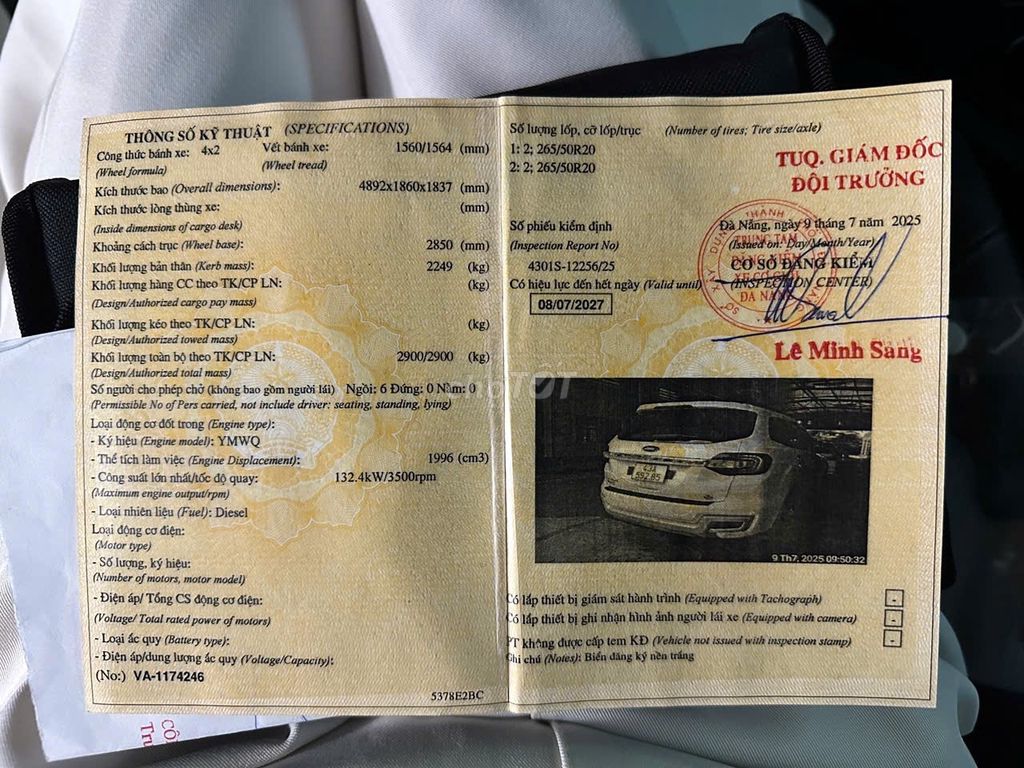 THÔNG SỐ KỸ THUẬT (SPECIFICATIONS)
Công thức bánh xe: 4x2 Vết bánh xe: 1560/1564 (mm)
(Wheel formula) (Wheel tread)
Kích thước bao (Overall dimensions): 4892x1860x1837 (mm)
Kích thước lòng thùng xe: (mm)
(Inside dimensions of cargo desk)
Khoảng cách trục (Wheel base): 2850 (mm)
Khối lượng bản thân (Kerb mass): 2249 (kg)
Khối lượng hàng CC theo TK/CP LN: (kg)
(Design/Authorized cargo pay mass)
Khối lượng kéo theo TK/CP LN: (kg)
(Design/Authorized towed mass)
Khối lượng toàn bộ theo TK/CP LN: 2900/2900 (kg)
(Design/Authorized total mass)
Số người cho phép chở (không bao gồm người lái) Ngồi: 6 Đứng: 0 Nằm: 0
(Permissible No of Pers carried, not include driver: seating, standing, lying)
Loại động cơ đốt trong (Engine type):
- Ký hiệu (Engine model): YMWQ
- Thể tích làm việc (Engine Displacement): 1996 (cm3)
- Công suất lớn nhất/tốc độ quay: 132.4kW/3500rpm
(Maximum engine output/rpm)
- Loại nhiên liệu (Fuel): Diesel
Loại động cơ điện:
(Motor type)
- Số lượng, ký hiệu:
(Number of motors, motor model)
- Điện áp/ Tổng CS động cơ điện:
(Voltage/ Total rated power of motors)
- Loại ắc quy (Battery type):
- Điện áp/dung lượng ắc quy (Voltage/Capacity):
(No:) VA-1174246
5378E2BC
Số lượng lốp, cỡ lốp/trục (Number of tires; Tire size/axle)
1: 2; 265/50R20
2: 2; 265/50R20
TUQ. GIÁM ĐỐC
ĐỘI TRƯỞNG
Số phiếu kiểm định
(Inspection Report No)
4301S-12256/25
Có hiệu lực đến hết ngày (Valid until)
08/07/2027
Đà Nẵng, ngày 9 tháng 7 năm 2025
(Issued on: Day/Month/Year)
CƠ SỞ ĐĂNG KIỂM
(INSPECTION CENTER)
TRUNG TÂM
ĐĂNG KIỂM
XE CƠ GIỚI
ĐÀ NẴNG
Lê Minh Sang
CHỢ TỐT
Ford
43A
592.85
9 Th7, 2025 09:50:32
Có lắp thiết bị giám sát hành trình (Equipped with Tachograph) -
Có lắp thiết bị ghi nhận hình ảnh người lái xe (Equipped with camera) -
PT không được cấp tem KĐ (Vehicle not issued with inspection stamp) -
Ghi chú (Notes): Biển đăng ký nền trắng